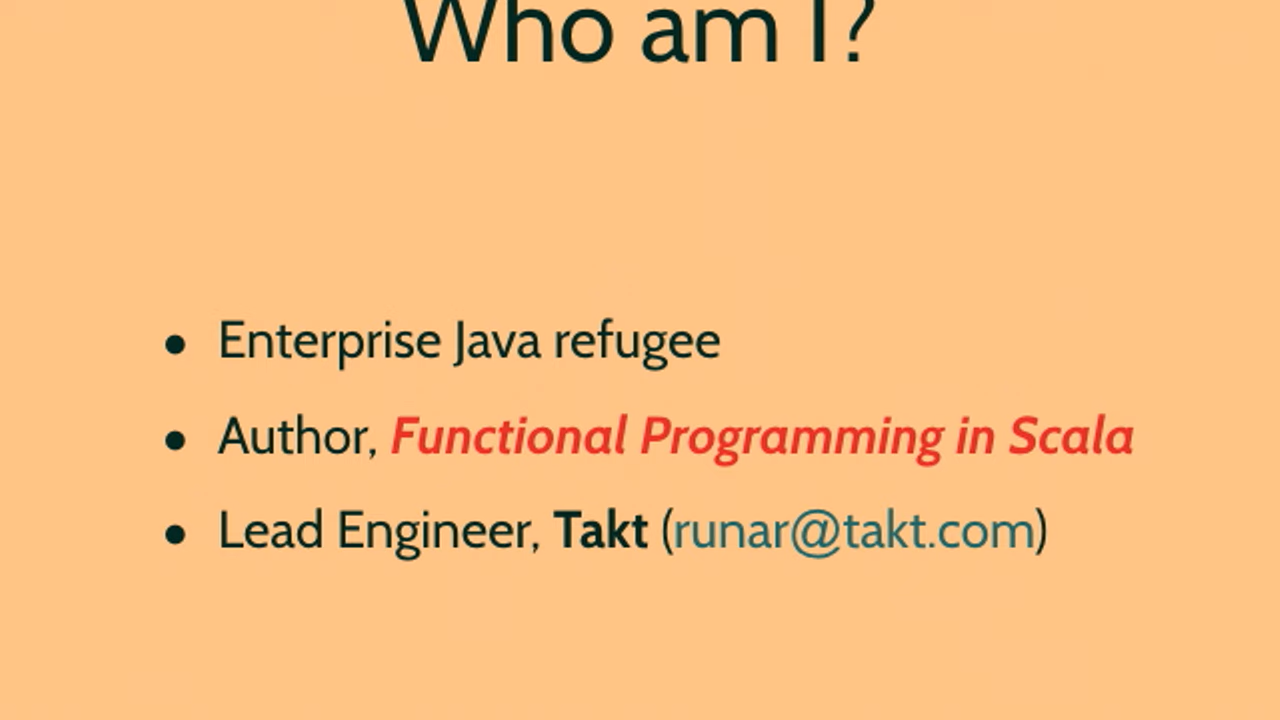 Who am I?
• Enterprise Java refugee
• Author, Functional Programming in Scala
• Lead Engineer, Takt (runar@takt.com)